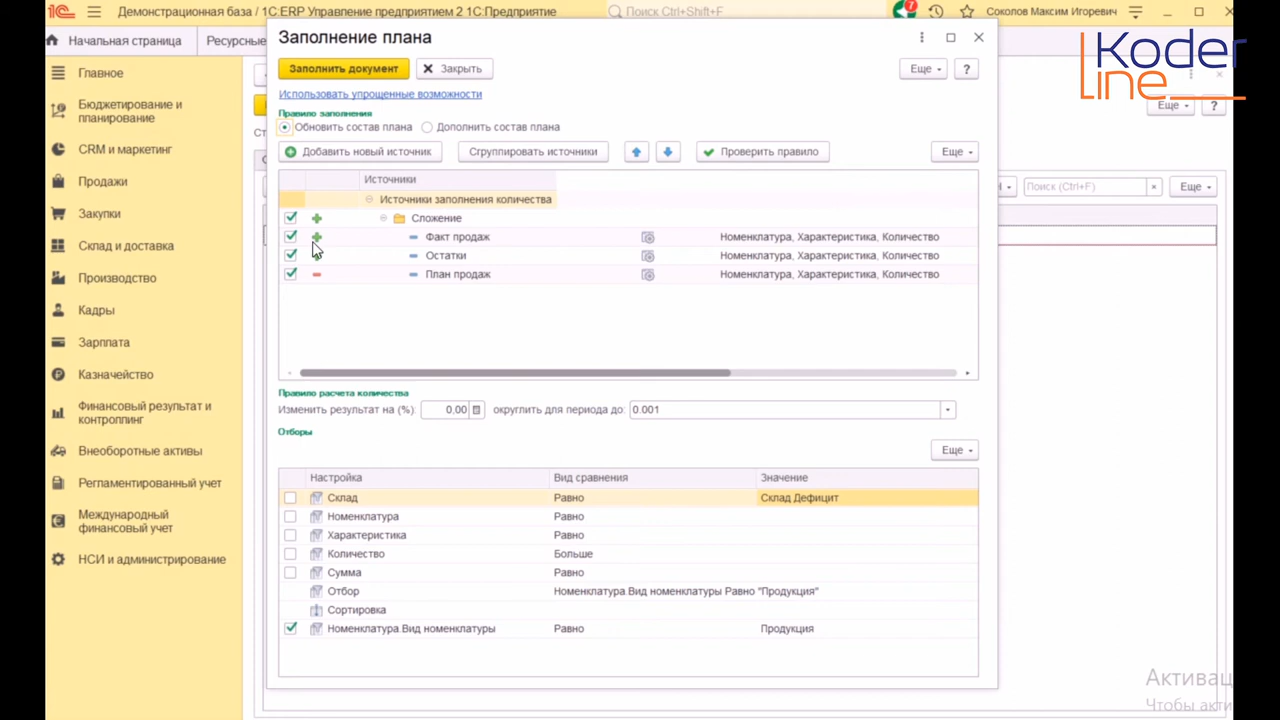 1С Демонстрационная база / 1С:ERP Управление предприятием 2 1С:Предприятие
Поиск Ctrl+Shift+F
7
Соколов Максим Игоревич
Начальная страница
Ресурсные
Koder
line
Главное
Бюджетирование и
планирование
CRM и маркетинг
Продажи
Закупки
Склад и доставка
Производство
Кадры
Зарплата
Казначейство
Финансовый результат и
контроллинг
Внеоборотные активы
Регламентированный учет
Международный
финансовый учет
НСИ и администрирование
Заполнение плана
Заполнить документ
Закрыть
Еще
?
Использовать упрощенные возможности
Правило заполнения
Обновить состав плана
Дополнить состав плана
Добавить новый источник
Сгруппировать источники
Проверить правило
Еще
Источники
Источники заполнения количества
Сложение
Факт продаж Номенклатура, Характеристика, Количество
Остатки Номенклатура, Характеристика, Количество
План продаж Номенклатура, Характеристика, Количество
Правило расчета количества
Изменить результат на (%): 0,00 округлить для периода до: 0.001
Отборы
Еще
Настройка Вид сравнения Значение
Склад Равно Склад Дефицит
Номенклатура Равно
Характеристика Равно
Количество Больше
Сумма Равно
Отбор Номенклатура.Вид номенклатуры Равно "Продукция"
Сортировка
Номенклатура.Вид номенклатуры Равно Продукция
Еще
?
Поиск (Ctrl+F)
Еще
Активац
Чтобы акти